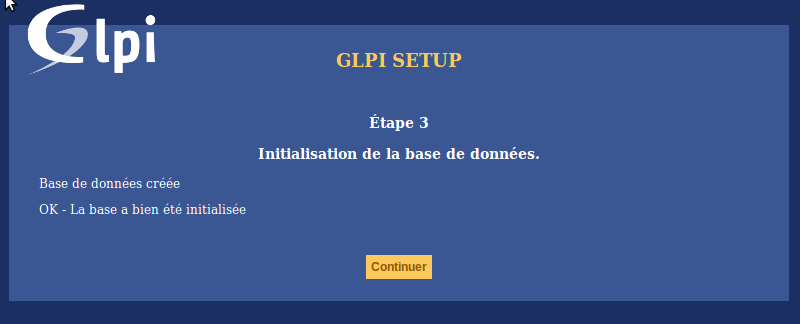 Glpi
GLPI SETUP
Étape 3
Initialisation de la base de données.
Base de données créée
OK - La base a bien été initialisée
Continuer